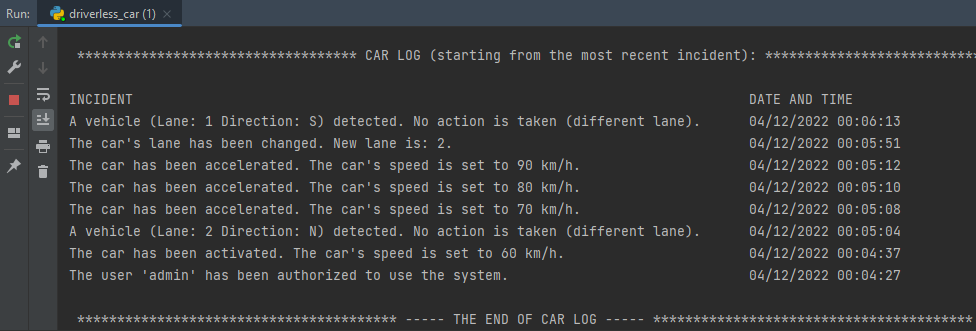 Run: driverless_car (1)
*********************************** CAR LOG (starting from the most recent incident): ***************************
INCIDENT DATE AND TIME
A vehicle (Lane: 1 Direction: S) detected. No action is taken (different lane). 04/12/2022 00:06:13
The car's lane has been changed. New lane is: 2. 04/12/2022 00:05:51
The car has been accelerated. The car's speed is set to 90 km/h. 04/12/2022 00:05:12
The car has been accelerated. The car's speed is set to 80 km/h. 04/12/2022 00:05:10
The car has been accelerated. The car's speed is set to 70 km/h. 04/12/2022 00:05:08
A vehicle (Lane: 2 Direction: N) detected. No action is taken (different lane). 04/12/2022 00:05:04
The car has been activated. The car's speed is set to 60 km/h. 04/12/2022 00:04:37
The user 'admin' has been authorized to use the system. 04/12/2022 00:04:27
**************************************** ----- THE END OF CAR LOG ----- *****************************************